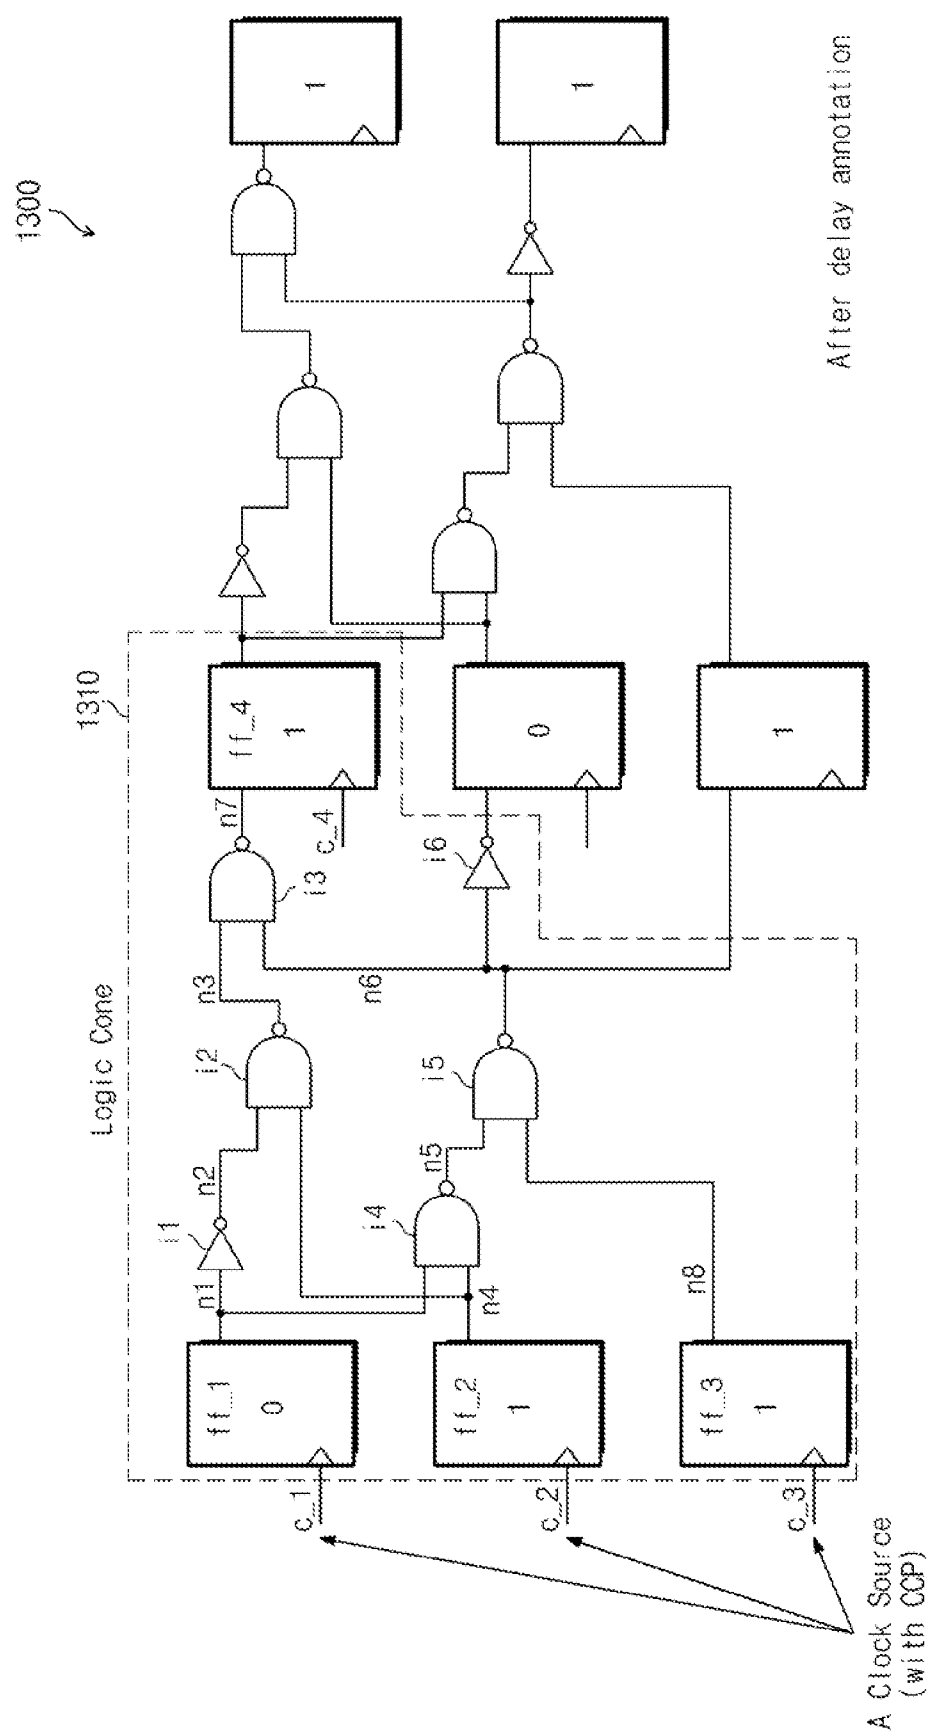 1300
Logic Cone
1310
i1
n1
n2
i2
n3
n7
ff_1
0
ff_4
1
1
c_1
c_4
i3
i4
n6
n5
i5
i6
ff_2
1
n4
0
1
c_2
n8
ff_3
1
1
c_3
After delay annotation
A Clock Source
(with OCP)